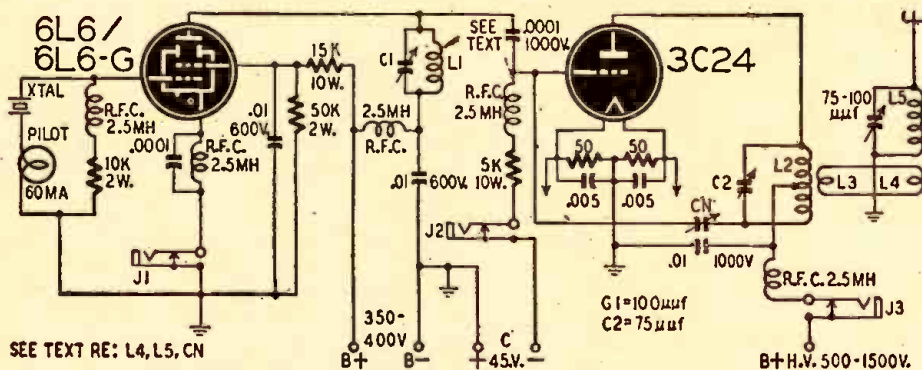 6L6/
6L6-G
XTAL
PILOT
60MA
R.F.C.
2.5MH
10K
2W.
.0001
R.F.C.
2.5MH
J1
.01
600V.
15K
10W.
50K
2W.
2.5MH
R.F.C.
C1
L1
SEE
TEXT
.01
600V.
.0001
1000V.
R.F.C.
2.5MH
5K
10W.
J2
3C24
50
50
.005
.005
CN
.01
1000V
C2
L2
L3
L4
L5
75-100
µµf
R.F.C. 2.5MH
J3
G1=100µµf
C2=75µµf
SEE TEXT RE: L4, L5, CN
350-
400V
B+
B-
C
+ 45V. -
B+ H.V. 500-1500V.